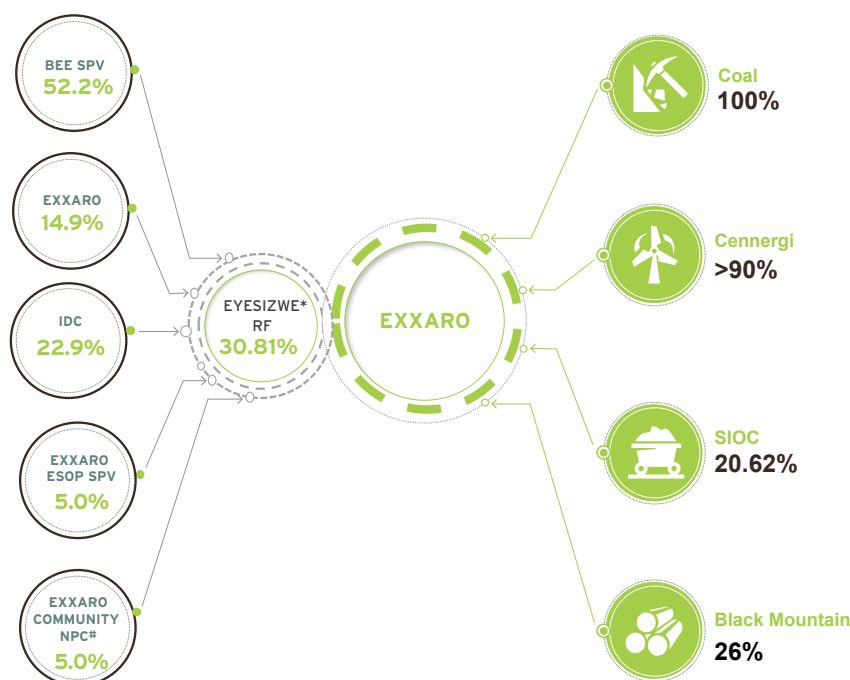 BEE SPV
52.2%
EXXARO
14.9%
IDC
22.9%
EXXARO
ESOP SPV
5.0%
EXXARO
COMMUNITY
NPC#
5.0%
EYESIZWE*
RF
30.81%
EXXARO
Coal
100%
Cennergi
>90%
SIOC
20.62%
Black Mountain
26%